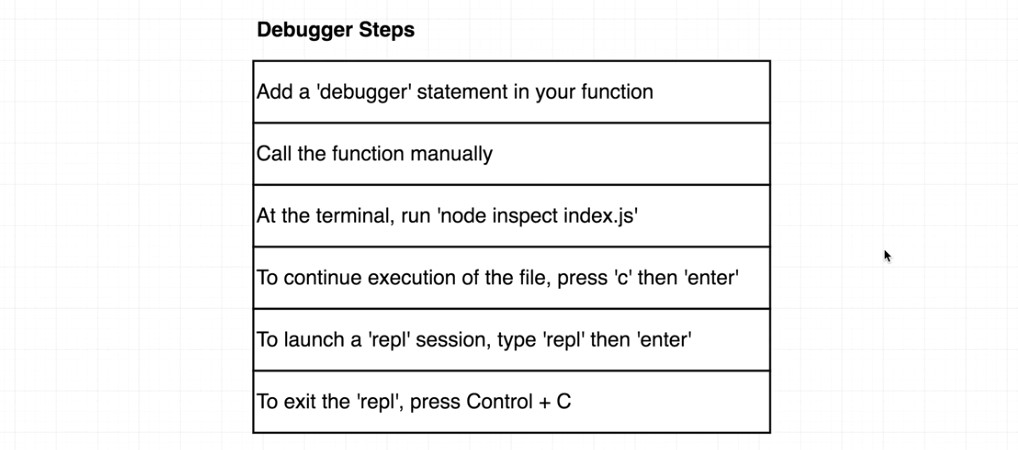 Debugger Steps
Add a 'debugger' statement in your function
Call the function manually
At the terminal, run 'node inspect index.js'
To continue execution of the file, press 'c' then 'enter'
To launch a 'repl' session, type 'repl' then 'enter'
To exit the 'repl', press Control + C